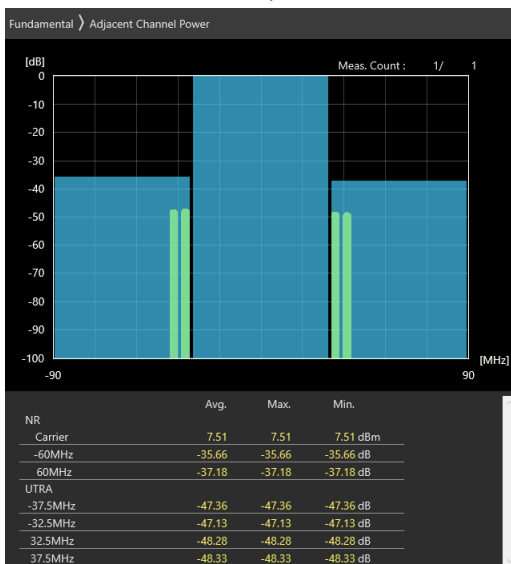 Fundamental 〉 Adjacent Channel Power
[dB]
Meas. Count : 1/ 1
0
-10
-20
-30
-40
-50
-60
-70
-80
-90
-100
[MHz]
-90 90
Avg. Max. Min.
NR
Carrier 7.51 7.51 7.51 dBm
-60MHz -35.66 -35.66 -35.66 dB
60MHz -37.18 -37.18 -37.18 dB
UTRA
-37.5MHz -47.36 -47.36 -47.36 dB
-32.5MHz -47.13 -47.13 -47.13 dB
32.5MHz -48.28 -48.28 -48.28 dB
37.5MHz -48.33 -48.33 -48.33 dB